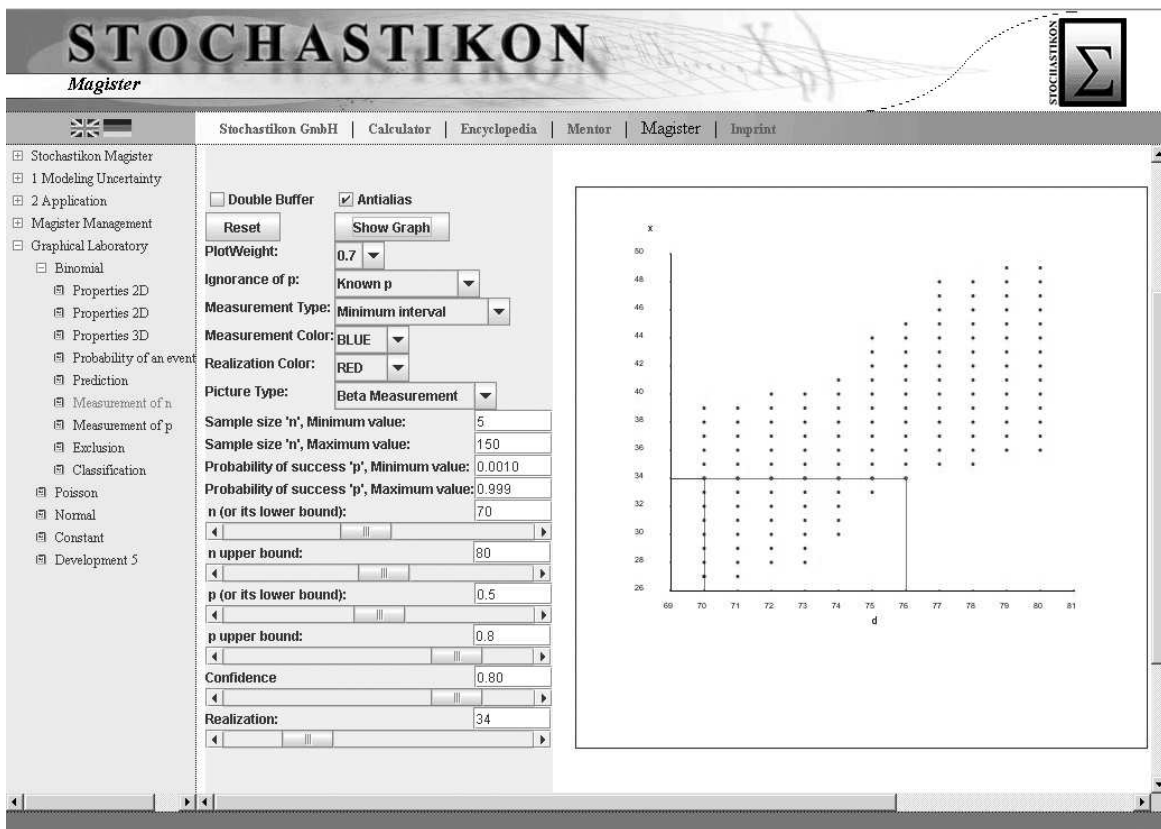 STOCHASTIKON
Magister
STOCHASTIKON
Σ
Stochastikon GmbH | Calculator | Encyclopedia | Mentor | Magister | Imprint
Stochastikon Magister
1 Modeling Uncertainty
2 Application
Magister Management
Graphical Laboratory
Binomial
Properties 2D
Properties 2D
Properties 3D
Probability of an event
Prediction
Measurement of n
Measurement of p
Exclusion
Classification
Poisson
Normal
Constant
Development 5
Double Buffer Antialias
Reset Show Graph
PlotWeight: 0.7
Ignorance of p: Known p
Measurement Type: Minimum interval
Measurement Color: BLUE
Realization Color: RED
Picture Type: Beta Measurement
Sample size 'n', Minimum value: 5
Sample size 'n', Maximum value: 150
Probability of success 'p', Minimum value: 0.0010
Probability of success 'p', Maximum value: 0.999
n (or its lower bound): 70
n upper bound: 80
p (or its lower bound): 0.5
p upper bound: 0.8
Confidence 0.80
Realization: 34
x
50
48
46
44
42
40
38
36
34
32
30
28
26
69 70 71 72 73 74 75 76 77 78 79 80 81
d